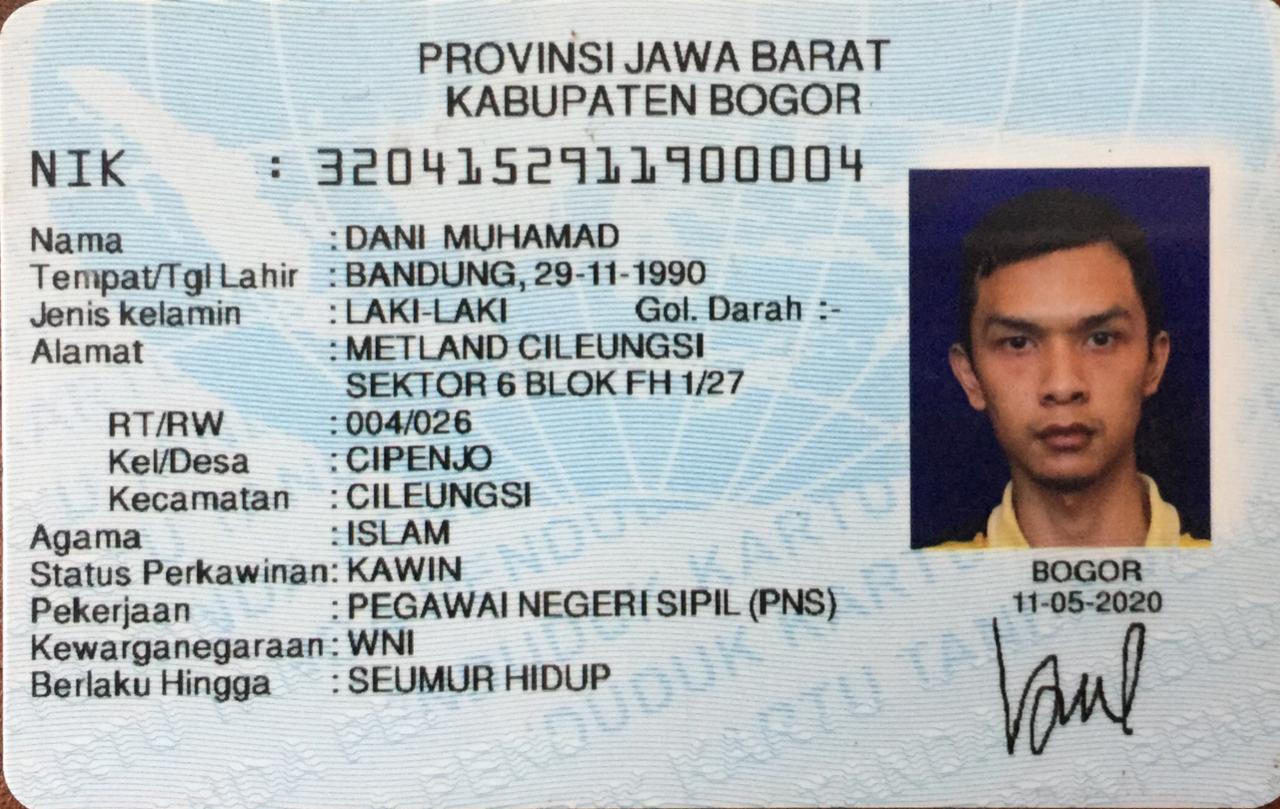 PROVINSI JAWA BARAT
KABUPATEN BOGOR
NIK : 3204152911900004
Nama : DANI MUHAMAD
Tempat/Tgl Lahir : BANDUNG, 29-11-1990
Jenis kelamin : LAKI-LAKI Gol. Darah :-
Alamat : METLAND CILEUNGSI
SEKTOR 6 BLOK FH 1/27
RT/RW : 004/026
Kel/Desa : CIPENJO
Kecamatan : CILEUNGSI
Agama : ISLAM
Status Perkawinan: KAWIN
Pekerjaan : PEGAWAI NEGERI SIPIL (PNS)
Kewarganegaraan: WNI
Berlaku Hingga : SEUMUR HIDUP
BOGOR
11-05-2020